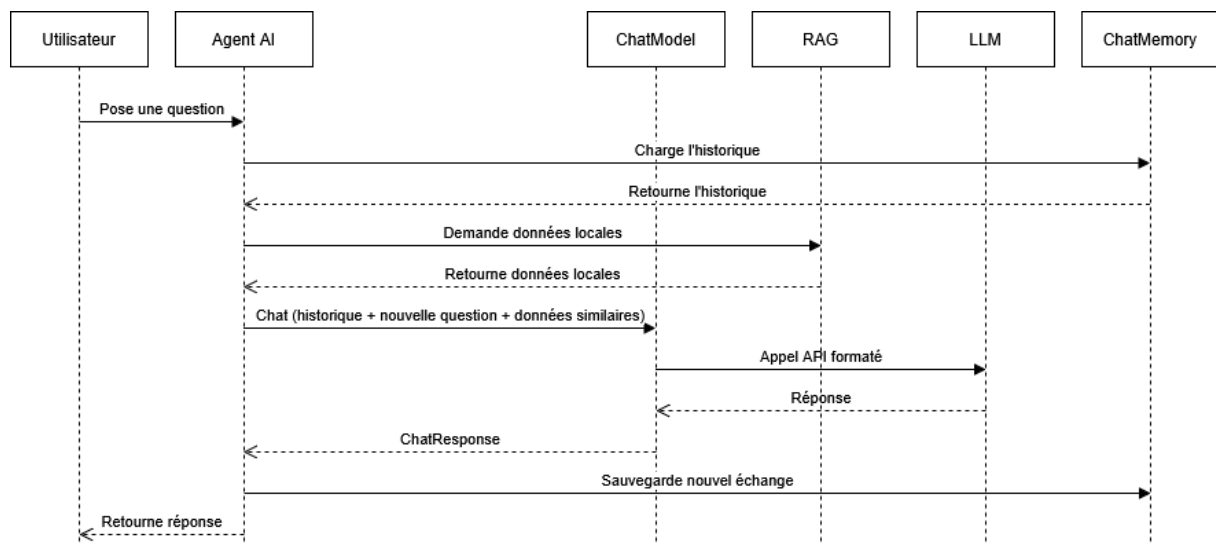 Utilisateur
Agent AI
ChatModel
RAG
LLM
ChatMemory
Pose une question
Charge l'historique
Retourne l'historique
Demande données locales
Retourne données locales
Chat (historique + nouvelle question + données similaires)
Appel API formaté
Réponse
ChatResponse
Sauvegarde nouvel échange
Retourne réponse